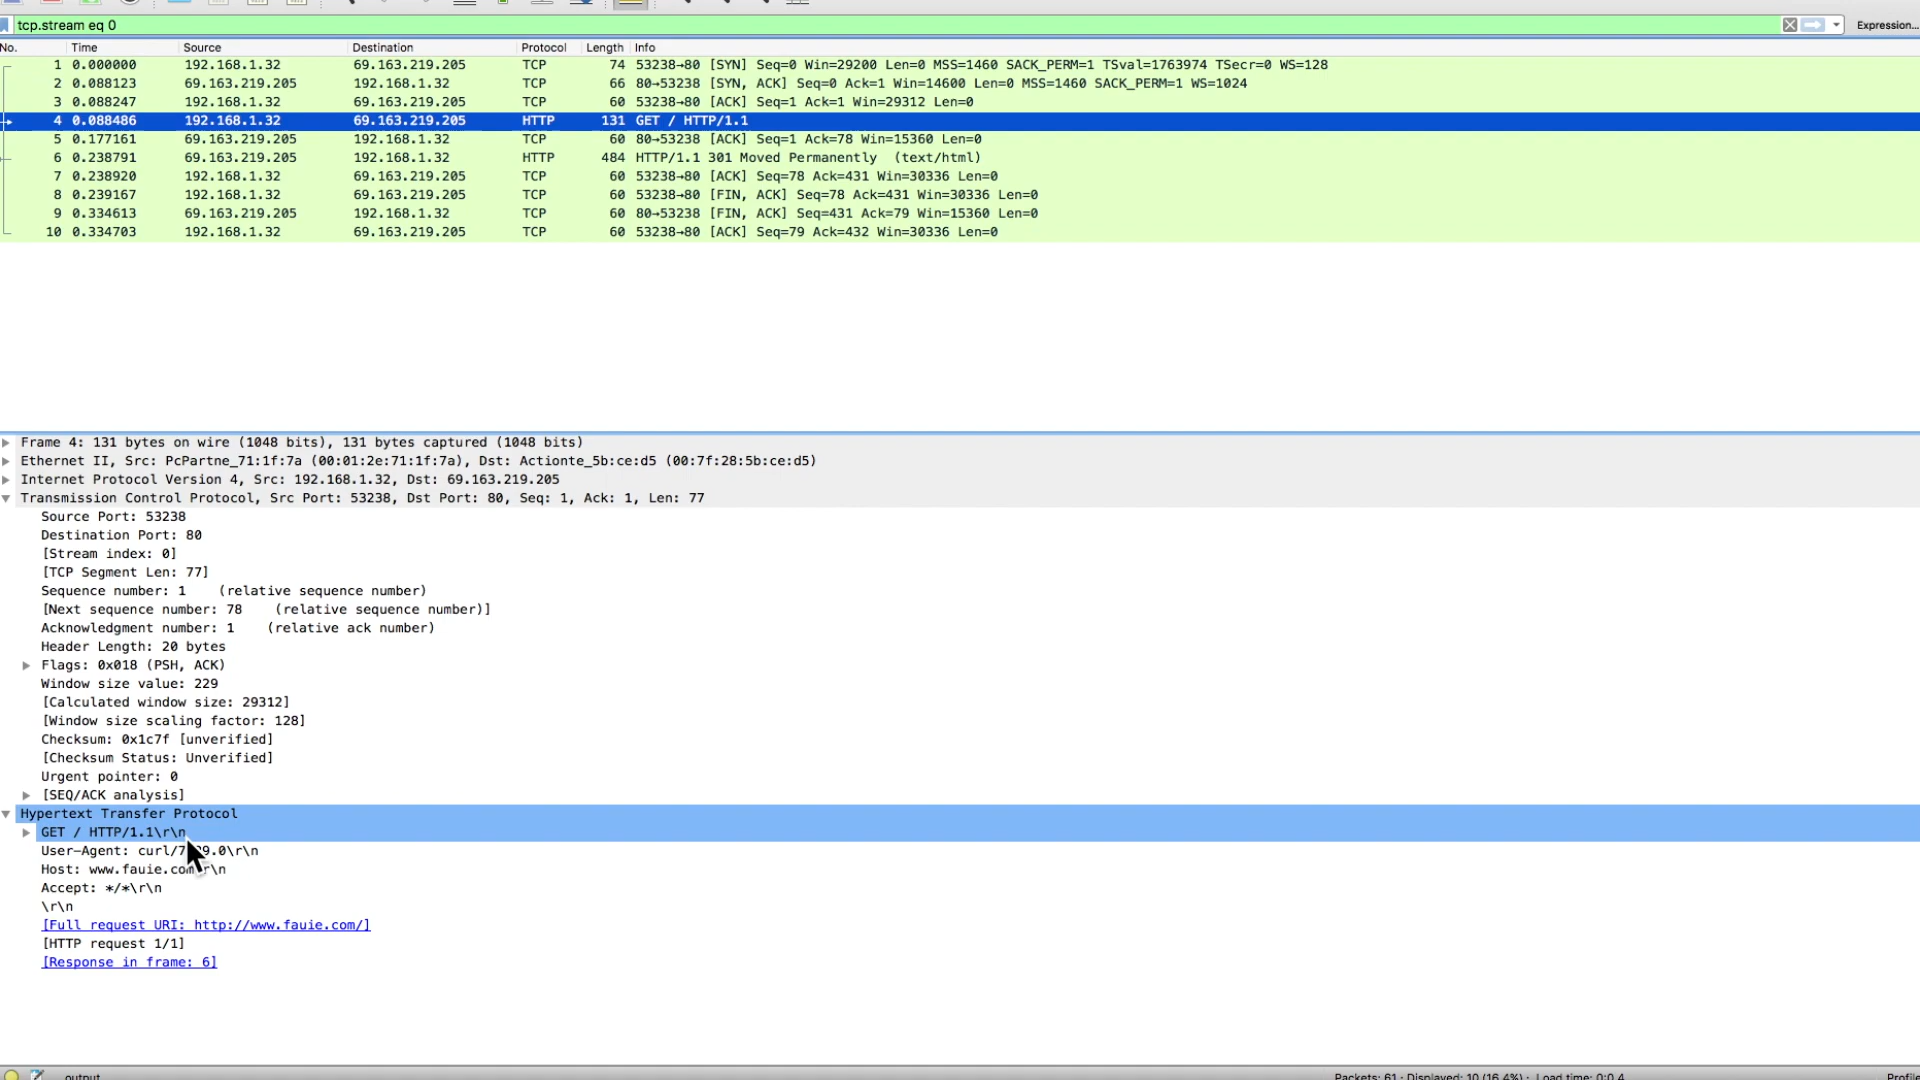 tcp.stream eq 0
Expression...
No. Time Source Destination Protocol Length Info
1 0.000000 192.168.1.32 69.163.219.205 TCP 74 53238→80 [SYN] Seq=0 Win=29200 Len=0 MSS=1460 SACK_PERM=1 TSval=1763974 TSecr=0 WS=128
2 0.088123 69.163.219.205 192.168.1.32 TCP 66 80→53238 [SYN, ACK] Seq=0 Ack=1 Win=14600 Len=0 MSS=1460 SACK_PERM=1 WS=1024
3 0.088247 192.168.1.32 69.163.219.205 TCP 60 53238→80 [ACK] Seq=1 Ack=1 Win=29312 Len=0
4 0.088486 192.168.1.32 69.163.219.205 HTTP 131 GET / HTTP/1.1
5 0.177161 69.163.219.205 192.168.1.32 TCP 60 80→53238 [ACK] Seq=1 Ack=78 Win=15360 Len=0
6 0.238791 69.163.219.205 192.168.1.32 HTTP 484 HTTP/1.1 301 Moved Permanently (text/html)
7 0.238920 192.168.1.32 69.163.219.205 TCP 60 53238→80 [ACK] Seq=78 Ack=431 Win=30336 Len=0
8 0.239167 192.168.1.32 69.163.219.205 TCP 60 53238→80 [FIN, ACK] Seq=78 Ack=431 Win=30336 Len=0
9 0.334613 69.163.219.205 192.168.1.32 TCP 60 80→53238 [FIN, ACK] Seq=431 Ack=79 Win=15360 Len=0
10 0.334703 192.168.1.32 69.163.219.205 TCP 60 53238→80 [ACK] Seq=79 Ack=432 Win=30336 Len=0
Frame 4: 131 bytes on wire (1048 bits), 131 bytes captured (1048 bits)
Ethernet II, Src: PcPartne_71:1f:7a (00:01:2e:71:1f:7a), Dst: Actionte_5b:ce:d5 (00:7f:28:5b:ce:d5)
Internet Protocol Version 4, Src: 192.168.1.32, Dst: 69.163.219.205
Transmission Control Protocol, Src Port: 53238, Dst Port: 80, Seq: 1, Ack: 1, Len: 77
Source Port: 53238
Destination Port: 80
[Stream index: 0]
[TCP Segment Len: 77]
Sequence number: 1 (relative sequence number)
[Next sequence number: 78 (relative sequence number)]
Acknowledgment number: 1 (relative ack number)
Header Length: 20 bytes
Flags: 0x018 (PSH, ACK)
Window size value: 229
[Calculated window size: 29312]
[Window size scaling factor: 128]
Checksum: 0x1c7f [unverified]
[Checksum Status: Unverified]
Urgent pointer: 0
[SEQ/ACK analysis]
Hypertext Transfer Protocol
GET / HTTP/1.1\r\n
User-Agent: 
Host: www.fauie.com
Accept: */*\r\n
\r\n
[Full request URI: http://www.fauie.com/]
[HTTP request 1/1]
[Response in frame: 6]
output
Packets: 61 · Displayed: 10 (16.4%) · Load time: 0:0.4
Profile